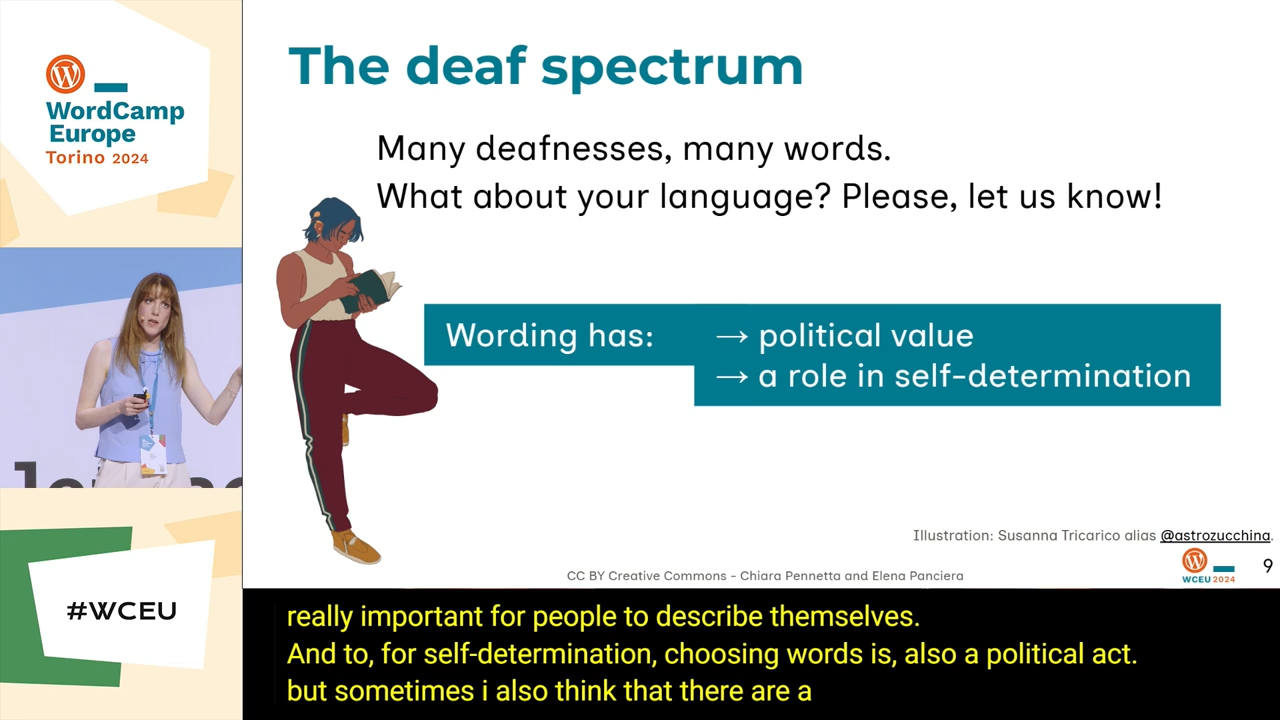 WordCamp
Europe
Torino 2024
#WCEU
The deaf spectrum
Many deafnesses, many words.
What about your language? Please, let us know!
Wording has: → political value
→ a role in self-determination
Illustration: Susanna Tricarico alias @astrozucchina.
CC BY Creative Commons - Chiara Pennetta and Elena Panciera
WCEU 2024
9
really important for people to describe themselves.
And to, for self-determination, choosing words is, also a political act.
but sometimes i also think that there are a